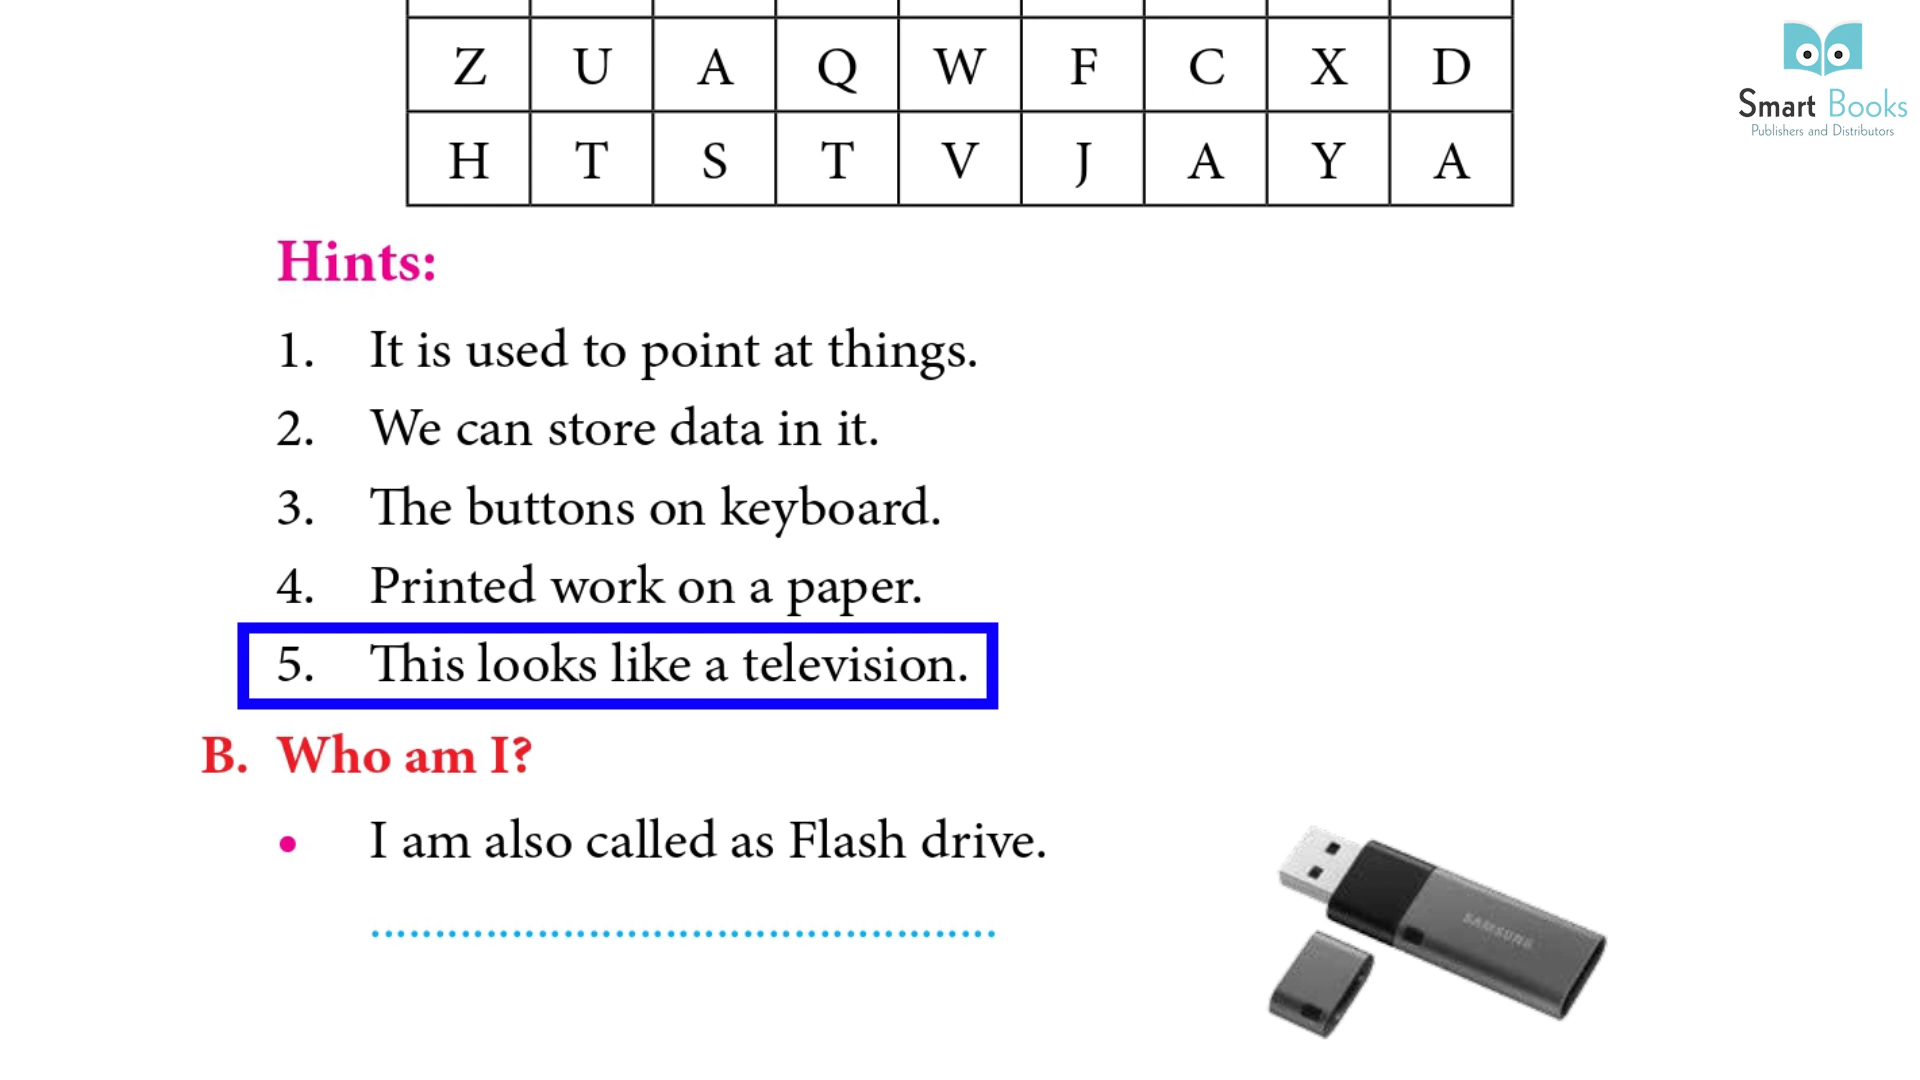 Z U A Q W F C X D
H T S T V J A Y A
Smart Books
Publishers and Distributors
Hints:
1. It is used to point at things.
2. We can store data in it.
3. The buttons on keyboard.
4. Printed work on a paper.
5. This looks like a television.
B. Who am I?
• I am also called as Flash drive.
SAMSUNG